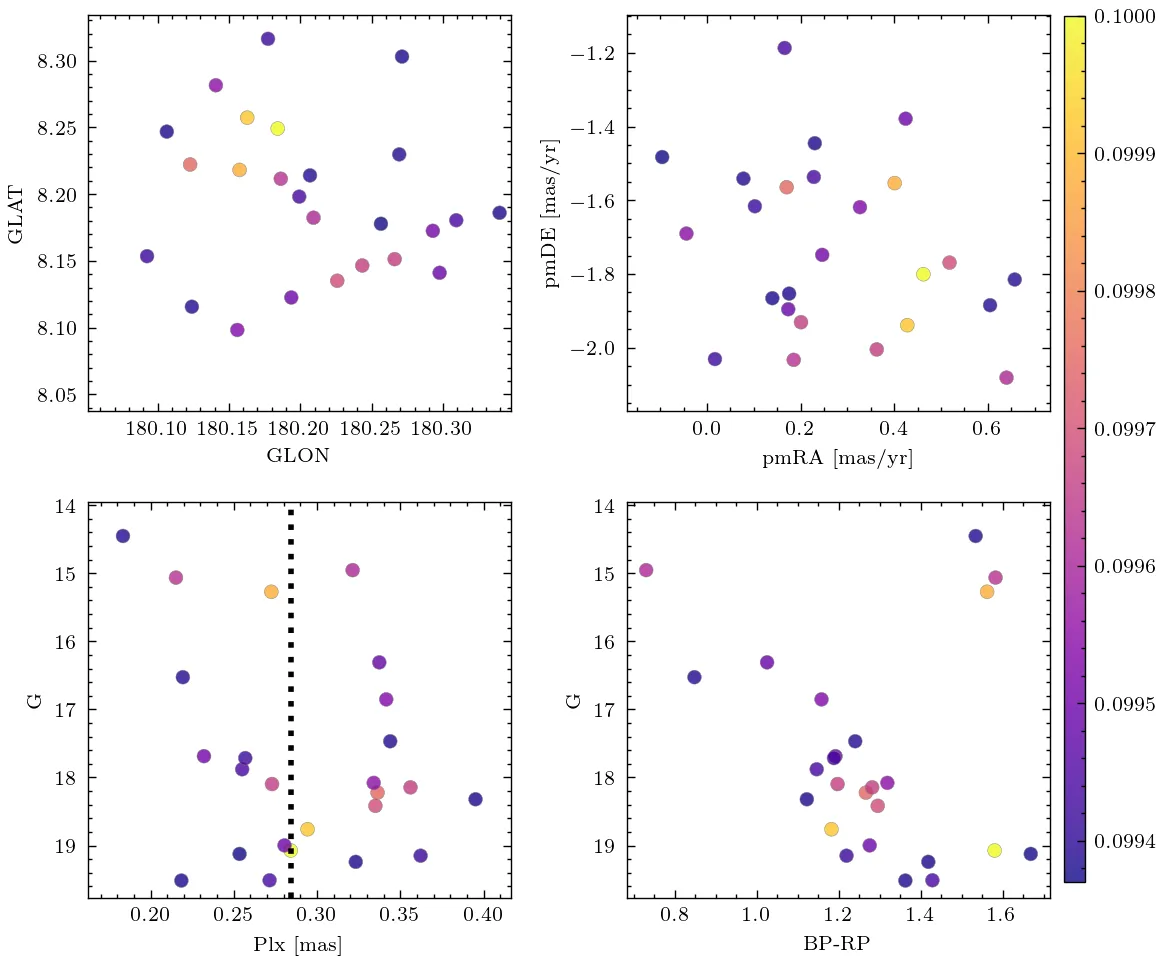 8.30
8.25
8.20
8.15
8.10
8.05
GLAT
180.10 180.15 180.20 180.25 180.30
GLON
−1.2
−1.4
−1.6
−1.8
−2.0
pmDE [mas/yr]
0.0 0.2 0.4 0.6
pmRA [mas/yr]
14
15
16
17
18
19
G
0.20 0.25 0.30 0.35 0.40
Plx [mas]
14
15
16
17
18
19
G
0.8 1.0 1.2 1.4 1.6
BP-RP
0.1000
0.0999
0.0998
0.0997
0.0996
0.0995
0.0994